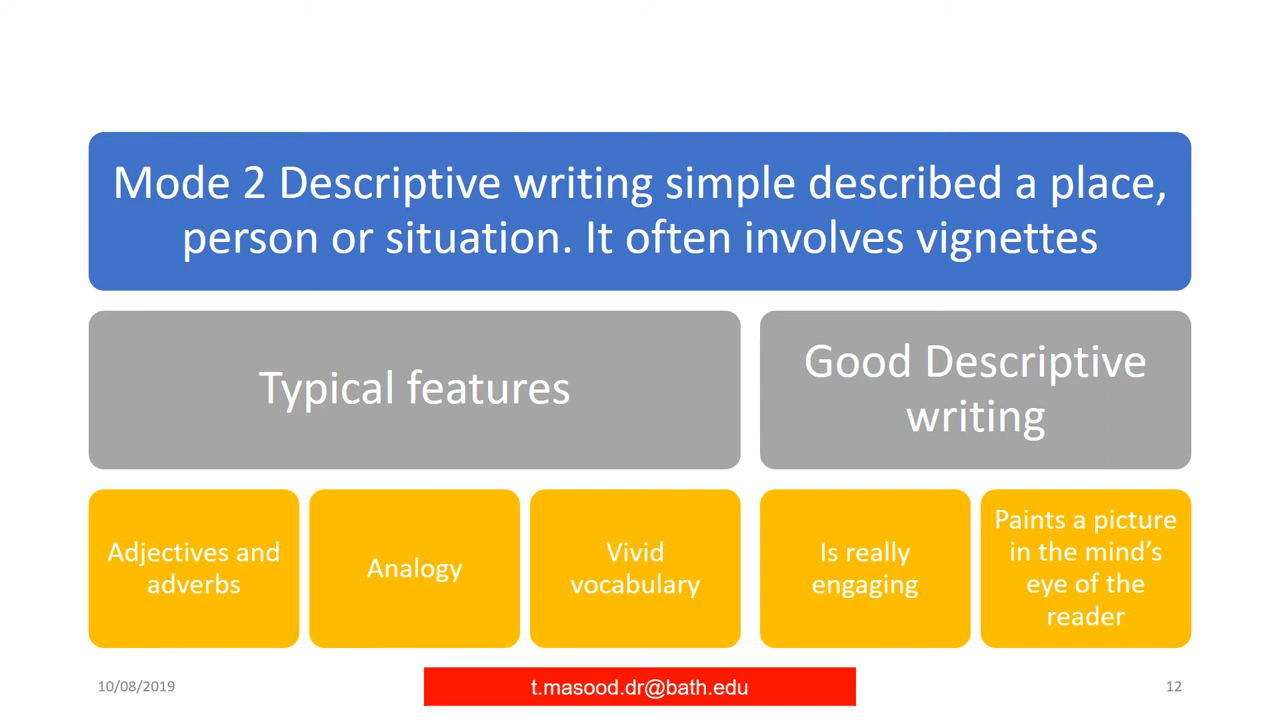 Mode 2 Descriptive writing simple described a place,
person or situation. It often involves vignettes
Typical features
Good Descriptive
writing
Adjectives and
adverbs
Analogy
Vivid
vocabulary
Is really
engaging
Paints a picture
in the mind’s
eye of the
reader
10/08/2019
t.masood.dr@bath.edu
12